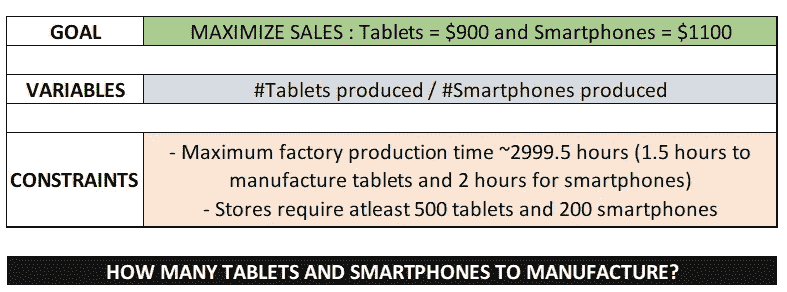 GOAL
MAXIMIZE SALES : Tablets = $900 and Smartphones = $1100
VARIABLES
#Tablets produced / #Smartphones produced
CONSTRAINTS
- Maximum factory production time ~2999.5 hours (1.5 hours to
manufacture tablets and 2 hours for smartphones)
- Stores require atleast 500 tablets and 200 smartphones
HOW MANY TABLETS AND SMARTPHONES TO MANUFACTURE?